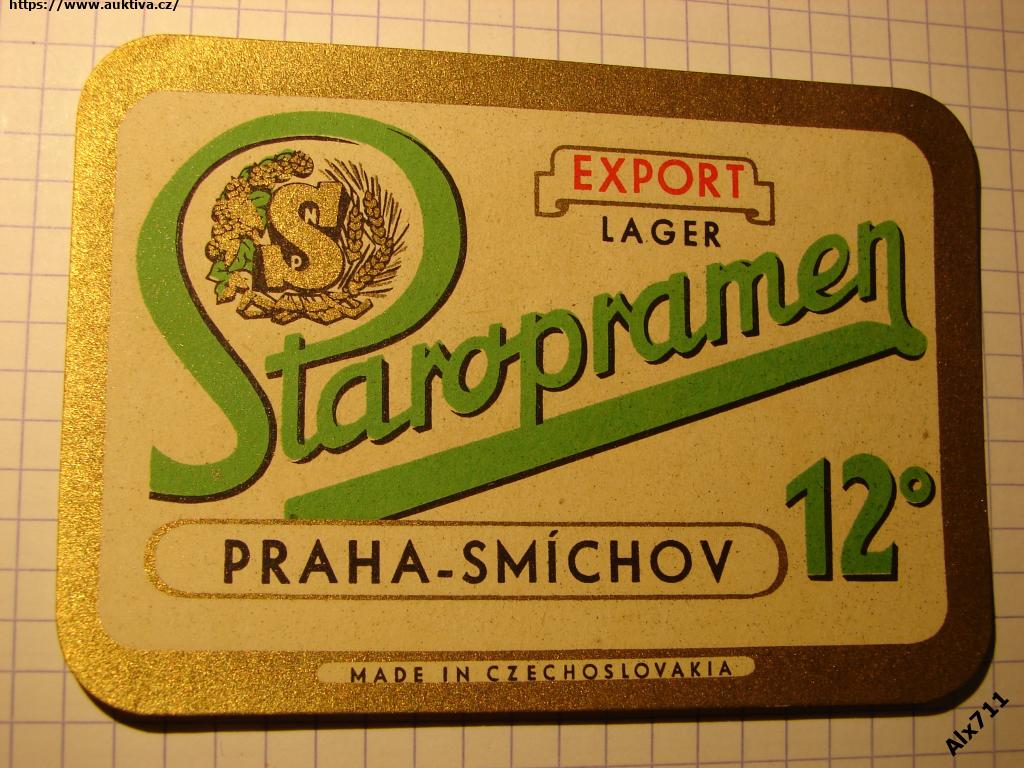 https://www.auktiva.cz/
EXPORT
LAGER
N
S
P
Staropramen
12°
PRAHA-SMÍCHOV
MADE IN CZECHOSLOVAKIA
Alx711